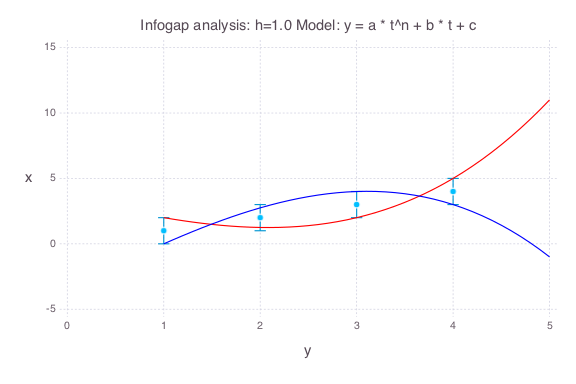 Infogap analysis: h=1.0 Model: y = a * t^n + b * t + c
15
10
x
5
0
-5
0 1 2 3 4 5
y